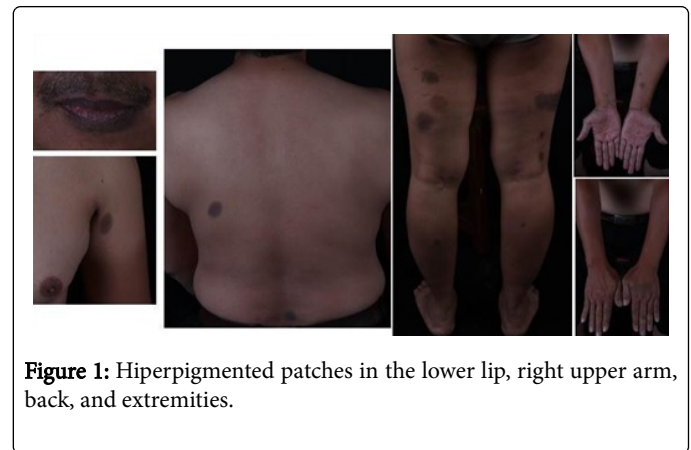 Figure 1: Hiperpigmented patches in the lower lip, right upper arm,
back, and extremities.